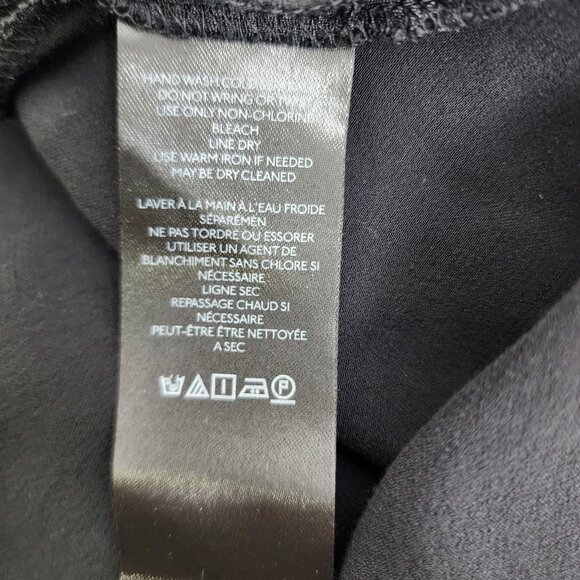 HAND WASH
DO NOT WRING OR
USE ONLY NON-CHLORINE
BLEACH
LINE DRY
USE WARM IRON IF NEEDED
MAY BE DRY CLEANED
LAVER À LA MAIN À L'EAU FROIDE
SÉPARÉMEN
NE PAS TORDRE OU ESSORER
UTILISER UN AGENT DE
BLANCHIMENT SANS CHLORE SI
NÉCESSAIRE
LIGNE SEC
REPASSAGE CHAUD SI
NÉCESSAIRE
PEUT-ÊTRE ÊTRE NETTOYÉE
A SEC
P